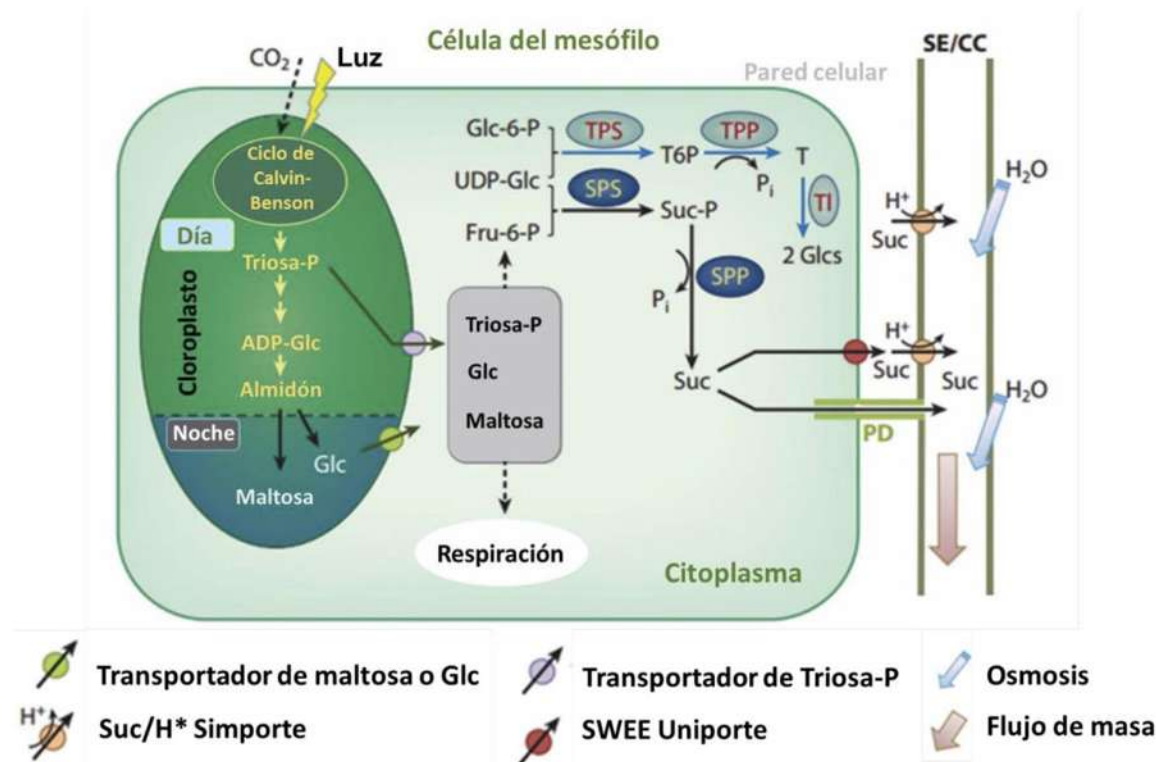 Célula del mesófilo
SE/CC
CO₂
Luz
Pared celular
Ciclo de
Calvin-
Benson
Día
Triosa-P
ADP-Glc
Almidón
Cloroplasto
Noche
Glc
Maltosa
Glc-6-P
TPS
T6P
TPP
Pi
T
TI
2 Glcs
UDP-Glc
SPS
Suc-P
Fru-6-P
SPP
Pi
Suc
Triosa-P
Glc
Maltosa
Respiración
Citoplasma
PD
H⁺
Suc
H₂O
H⁺
Suc
Suc
H₂O
Transportador de maltosa o Glc
Transportador de Triosa-P
Osmosis
H⁺
Suc/H* Simporte
SWEE Uniporte
Flujo de masa